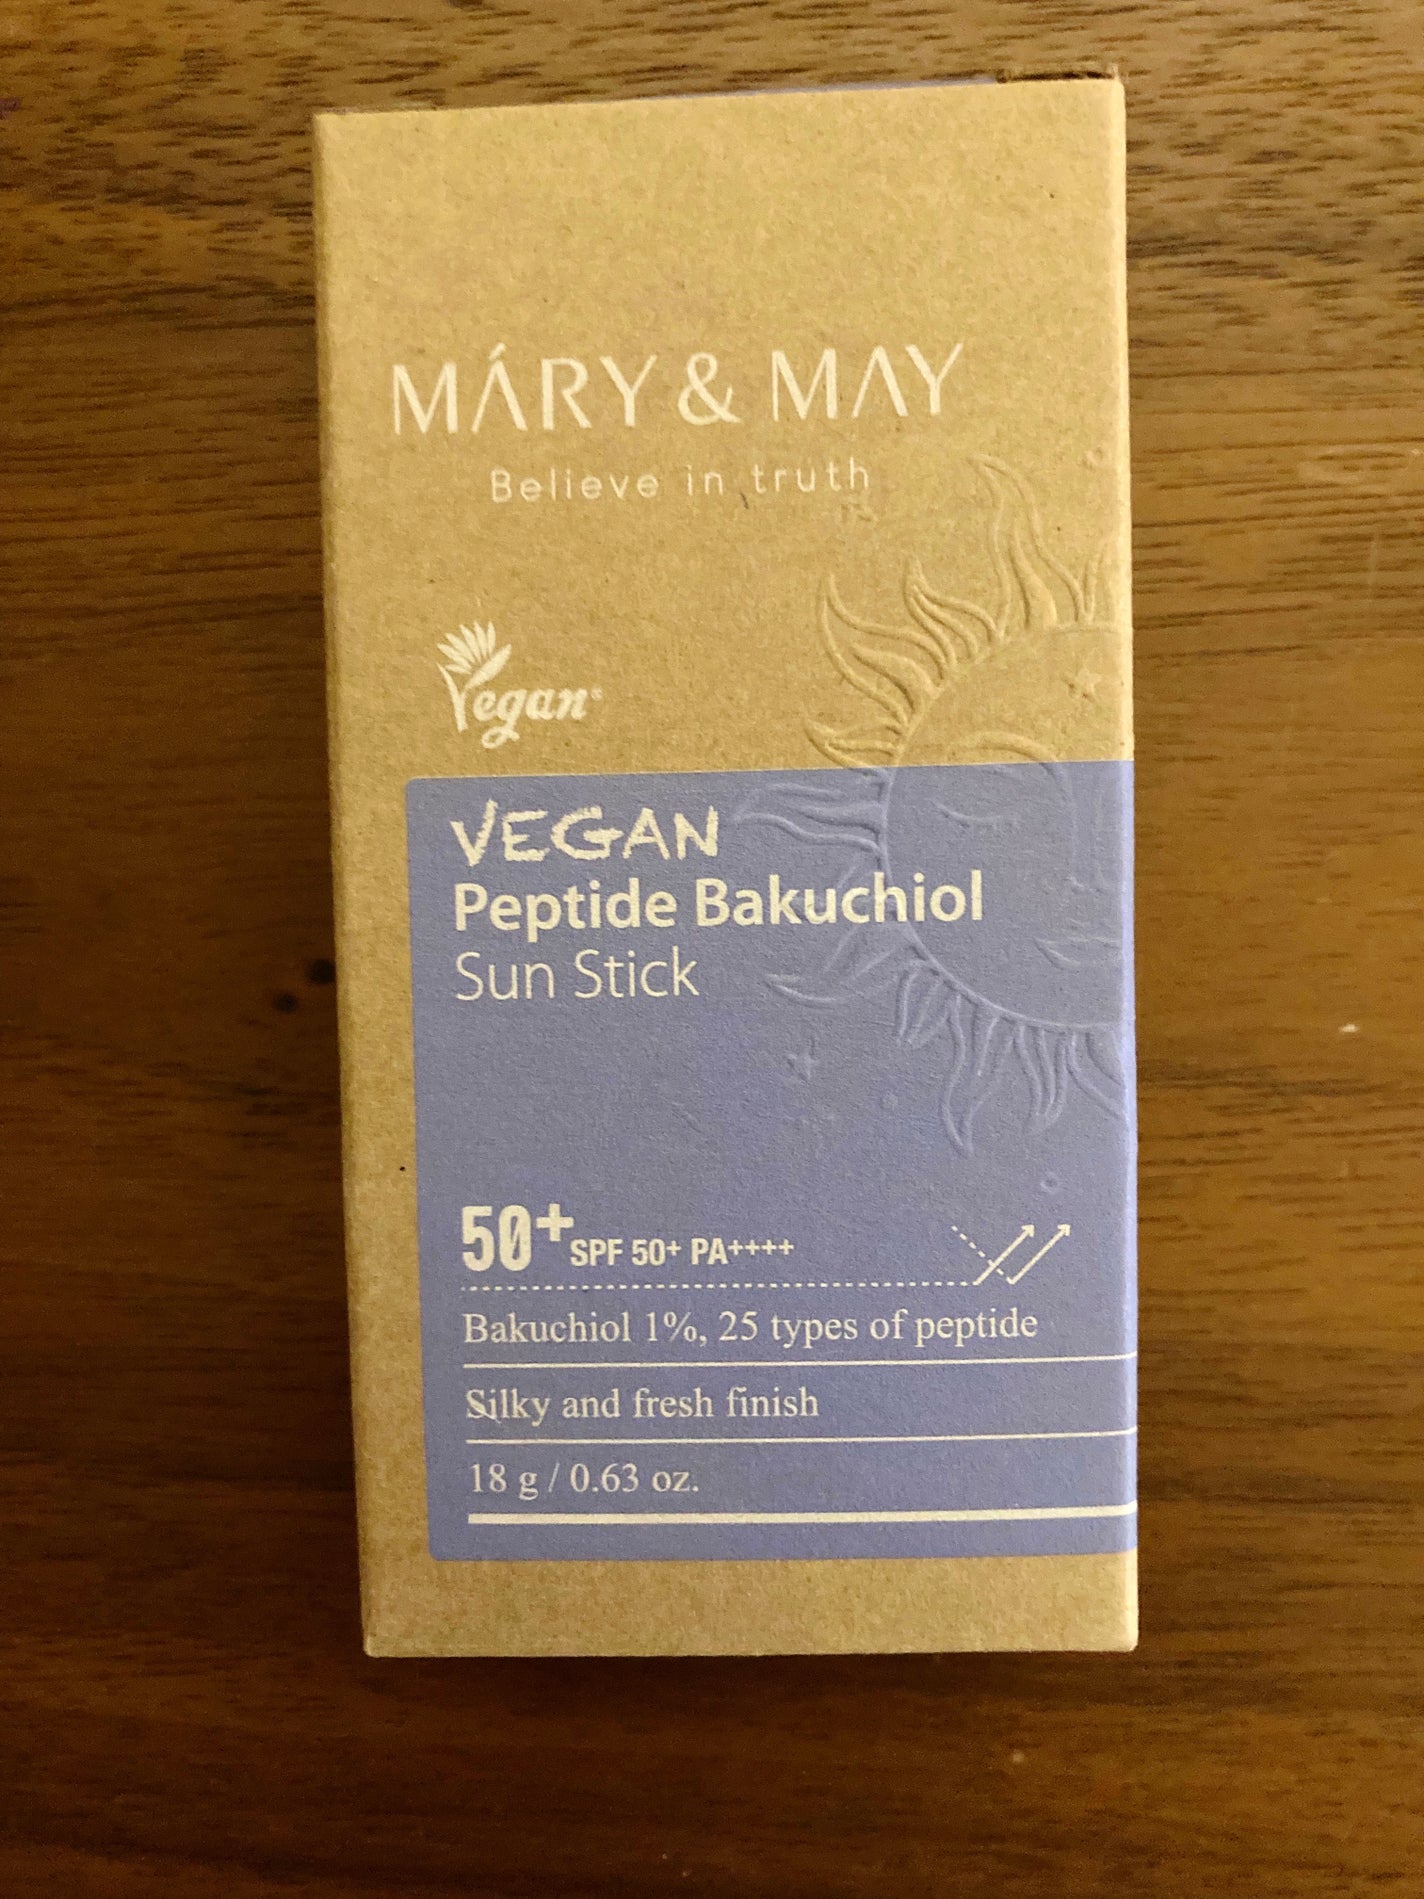 MÁRY & MAY
Believe in truth
Vegan®
VEGAN
Peptide Bakuchiol
Sun Stick
50+ SPF 50+ PA++++
Bakuchiol 1%, 25 types of peptide
Silky and fresh finish
18 g / 0.63 oz.